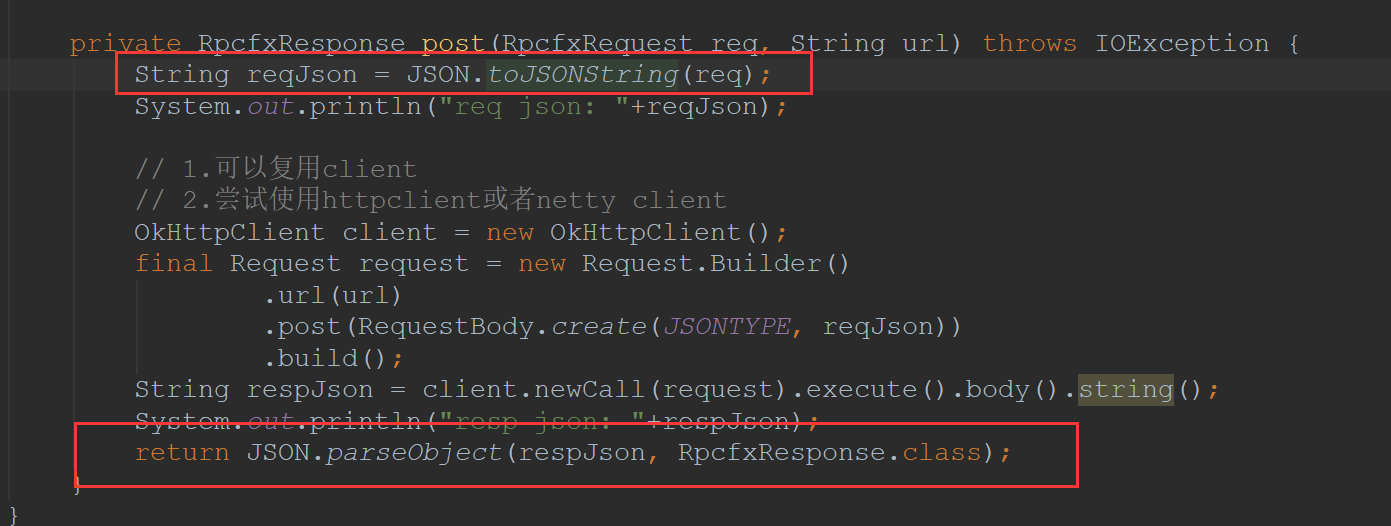 private RpcfxResponse post(RpcfxRequest req, String url) throws IOException {
String reqJson = JSON.toJSONString(req);
System.out.println("req json: "+reqJson);
// 1.可以复用client
// 2.尝试使用httpclient或者netty client
OkHttpClient client = new OkHttpClient();
final Request request = new Request.Builder()
.url(url)
.post(RequestBody.create(JSONTYPE, reqJson))
.build();
String respJson = client.newCall(request).execute().body().string();
System.out.println("resp json: "+respJson);
return JSON.parseObject(respJson, RpcfxResponse.class);
}
}